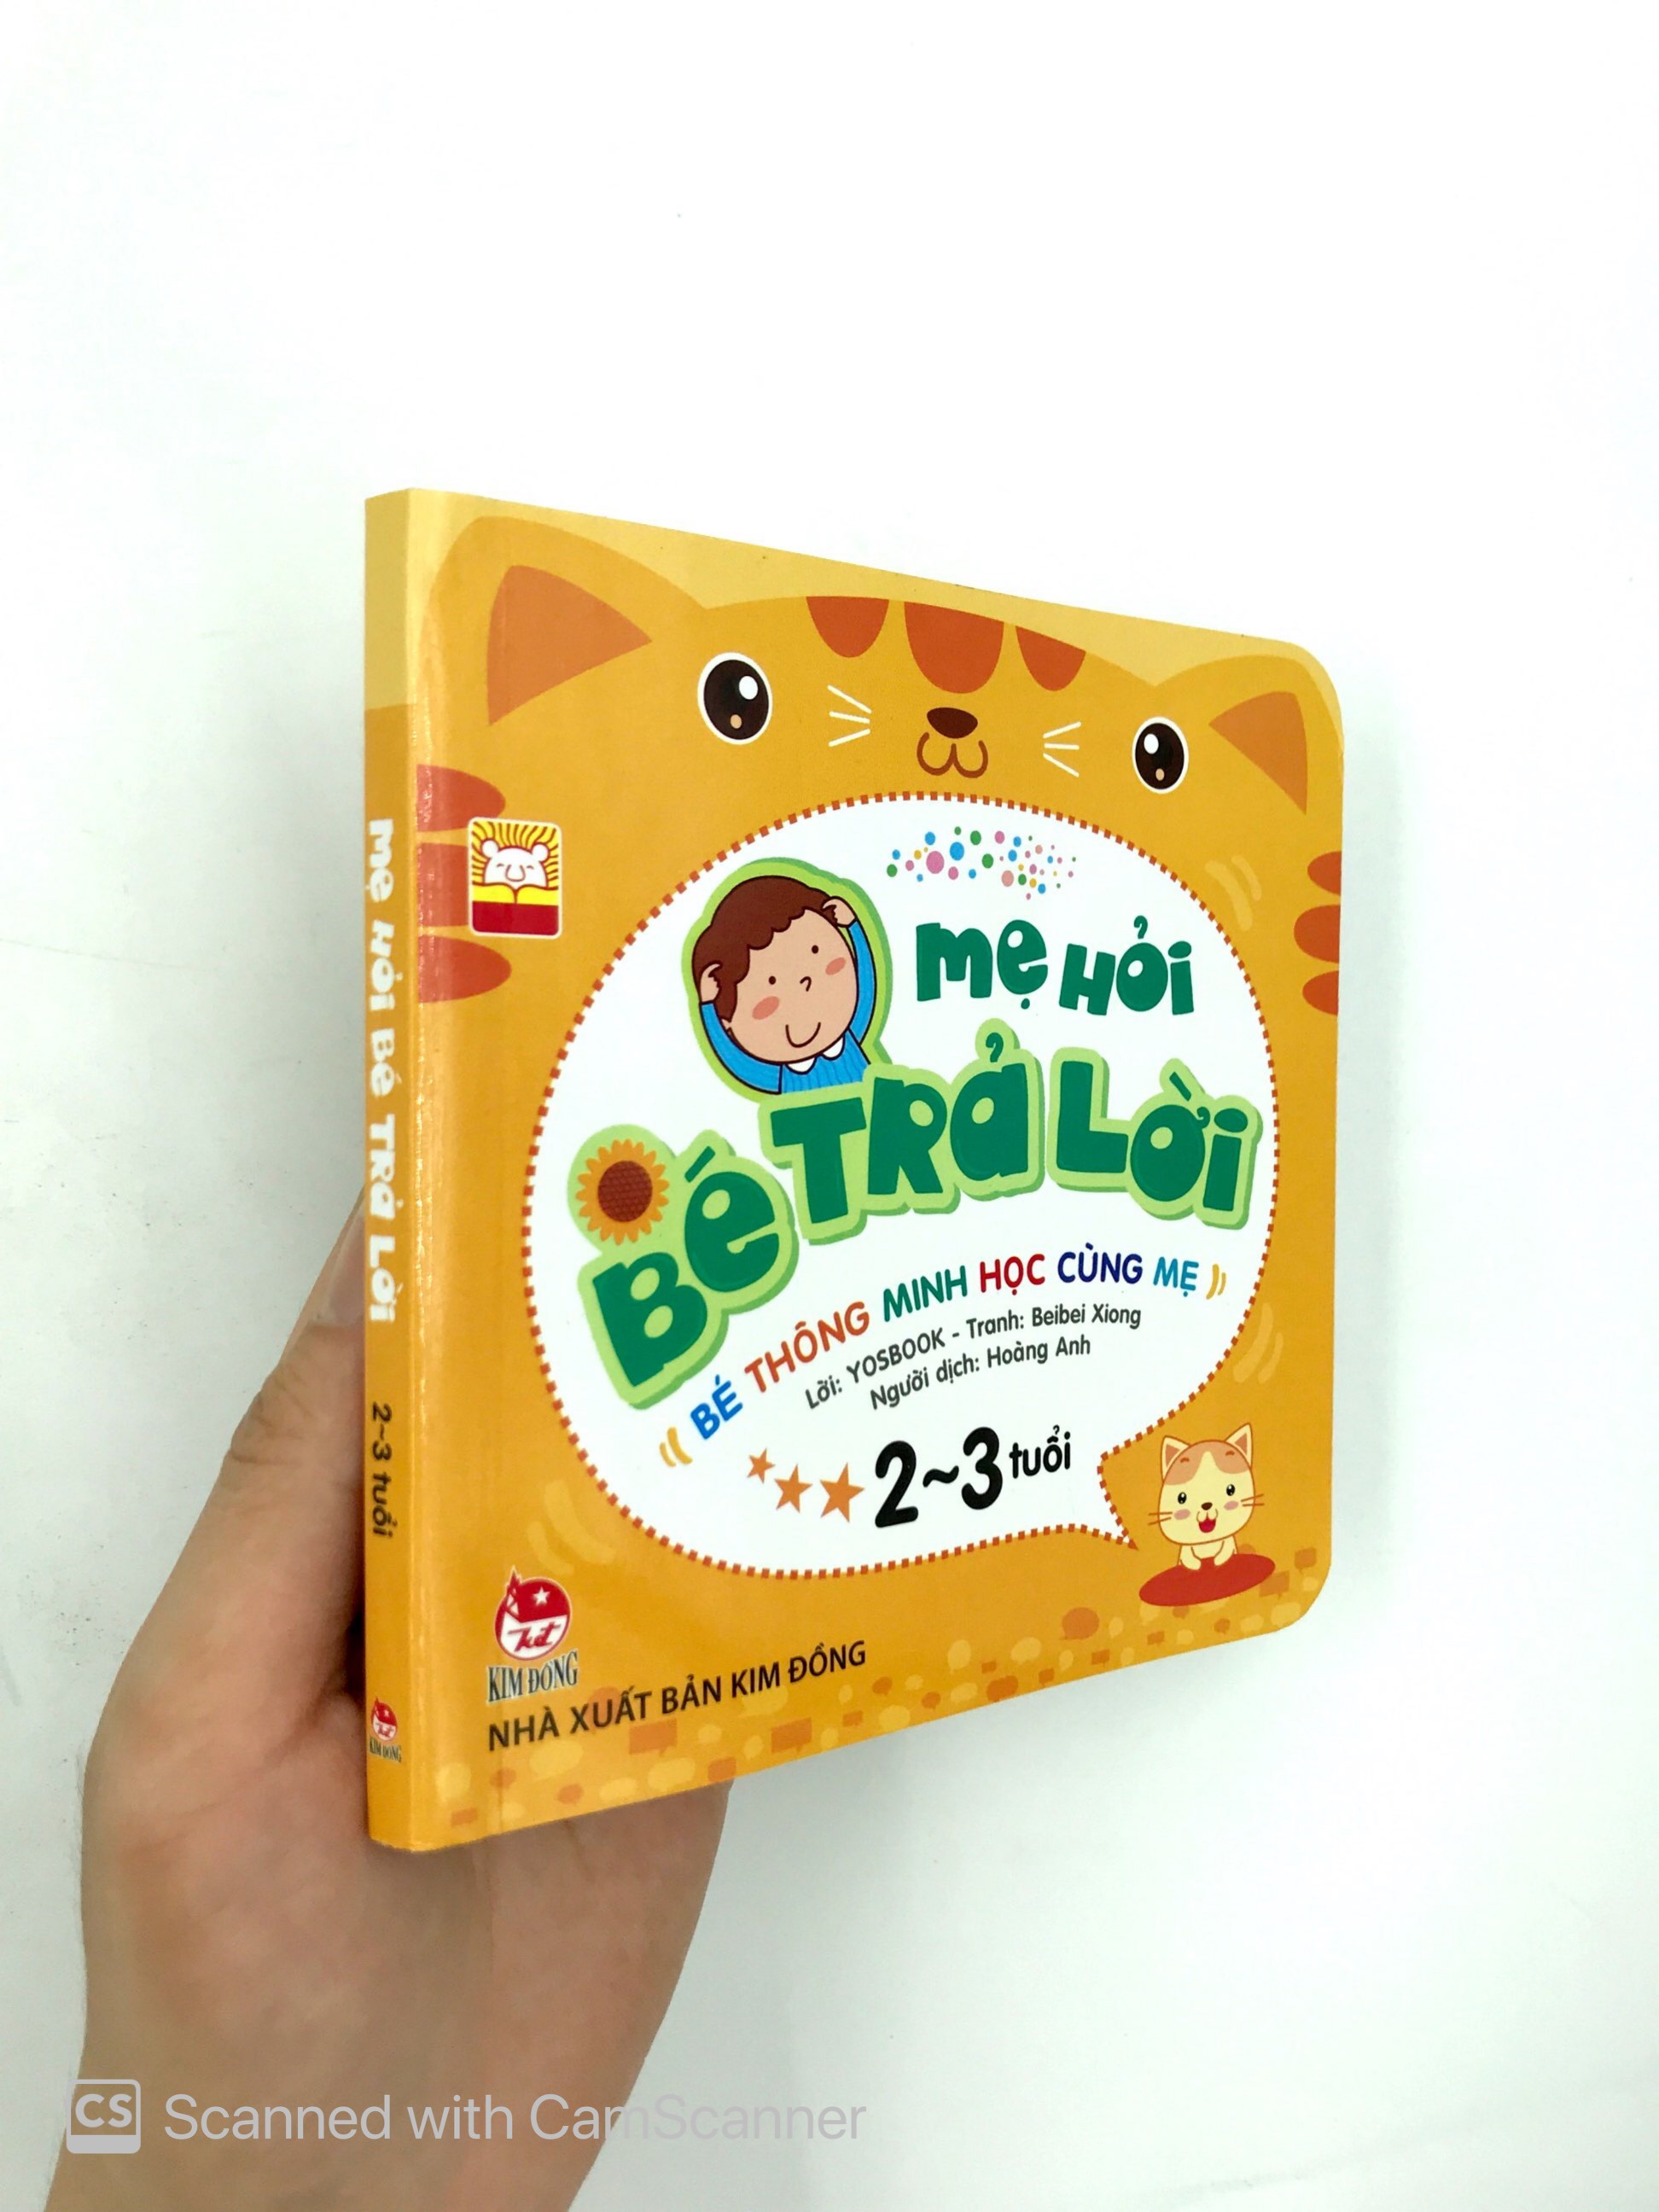 Mẹ Hỏi Bé Trả Lời
2~3 tuổi
KIM ĐỒNG
Mẹ Hỏi
Bé Trả Lời
BÉ THÔNG MINH HỌC CÙNG MẸ
Lời: YOSBOOK - Tranh: Beibei Xiong
Người dịch: Hoàng Anh
2~3 tuổi
kđ
KIM ĐỒNG
NHÀ XUẤT BẢN KIM ĐỒNG
CS Scanned with CamScanner